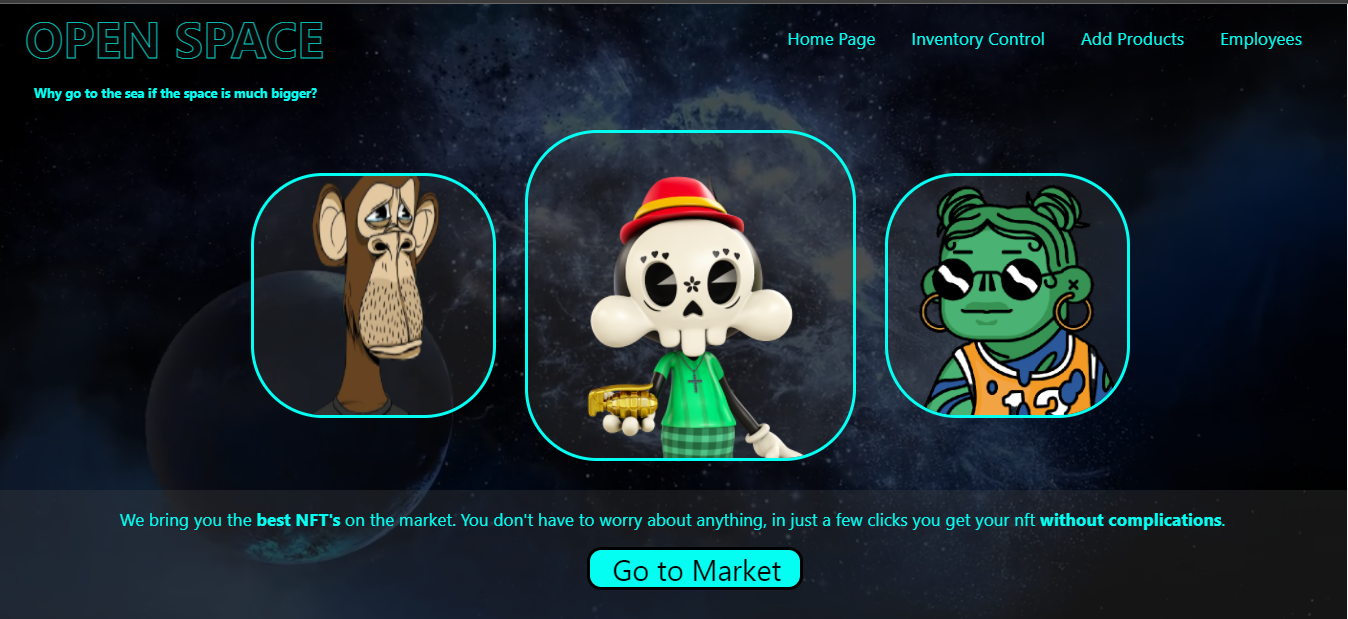 OPEN SPACE
Home Page Inventory Control Add Products Employees
Why go to the sea if the space is much bigger?
13
We bring you the best NFT's on the market. You don't have to worry about anything, in just a few clicks you get your nft without complications.
Go to Market